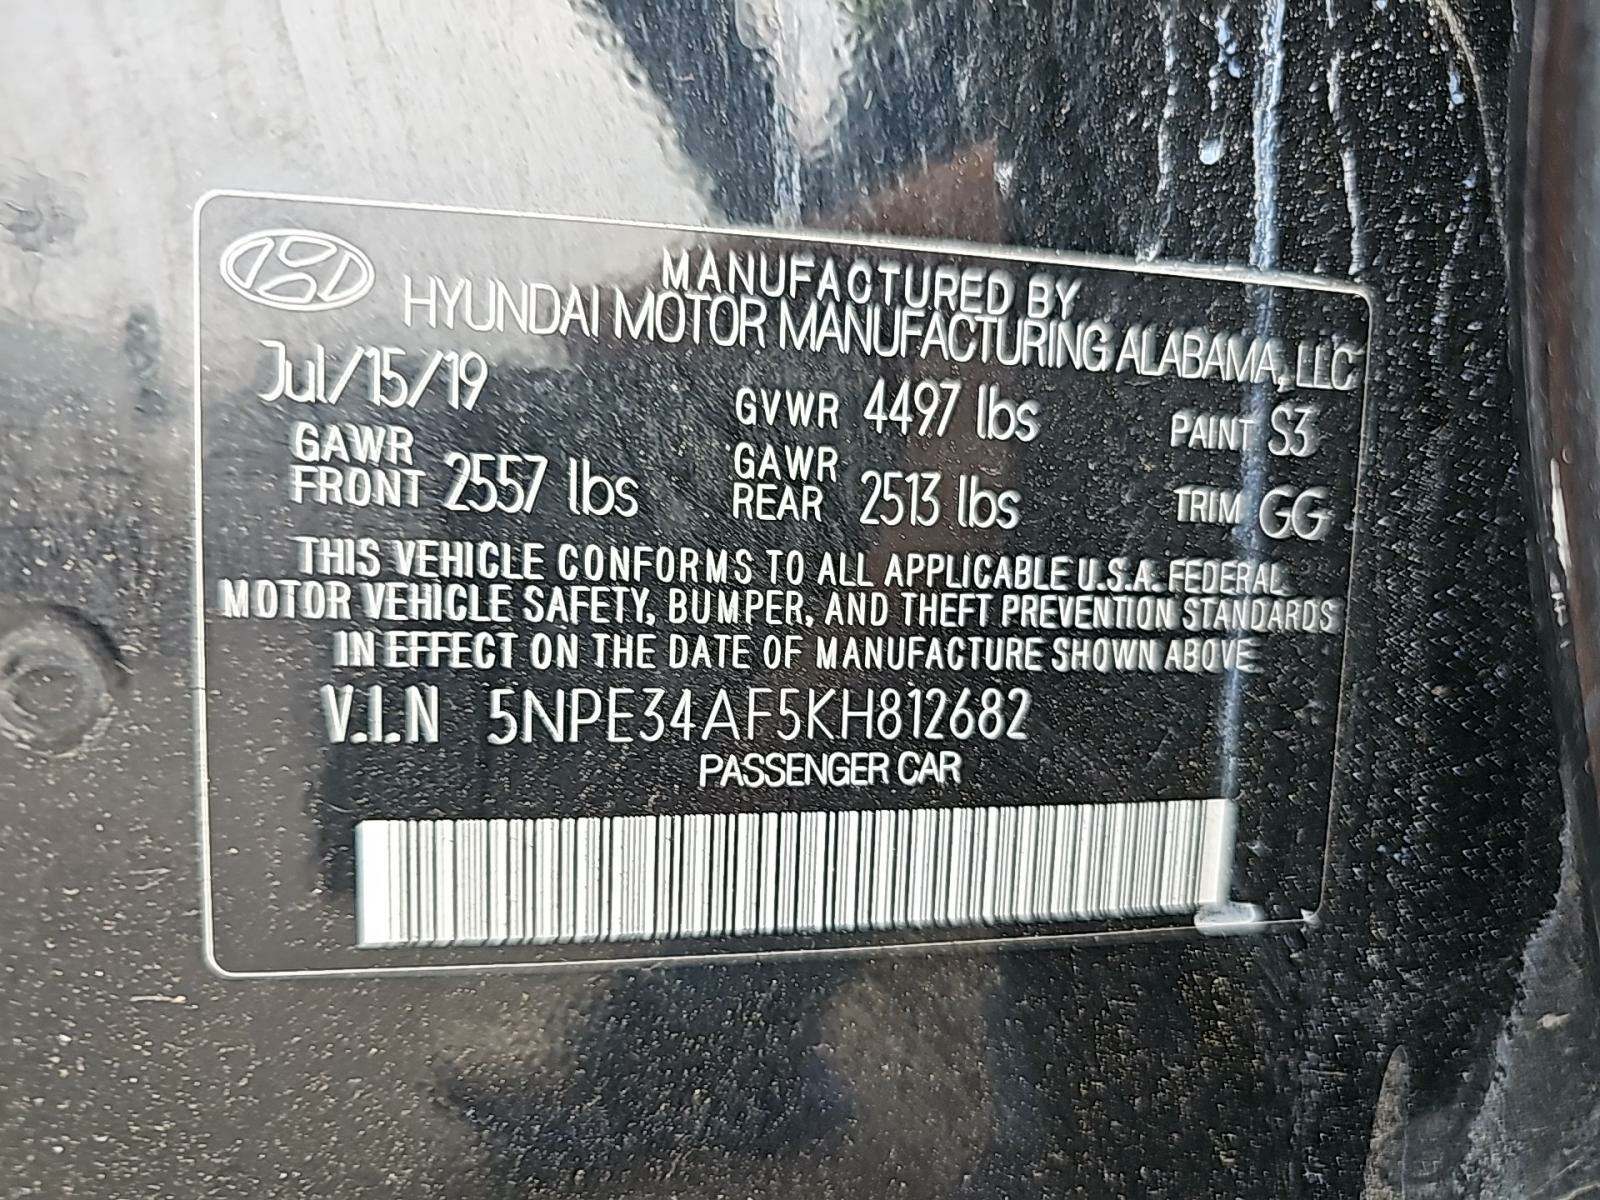 MANUFACTURED BY
HYUNDAI MOTOR MANUFACTURING ALABAMA, LLC
Jul/15/19 GVWR 4497 lbs PAINT S3
GAWR FRONT 2557 lbs GAWR REAR 2513 lbs TRIM GG
THIS VEHICLE CONFORMS TO ALL APPLICABLE U.S.A. FEDERAL
MOTOR VEHICLE SAFETY, BUMPER, AND THEFT PREVENTION STANDARDS
IN EFFECT ON THE DATE OF MANUFACTURE SHOWN ABOVE
V.I.N 5NPE34AF5KH812682
PASSENGER CAR